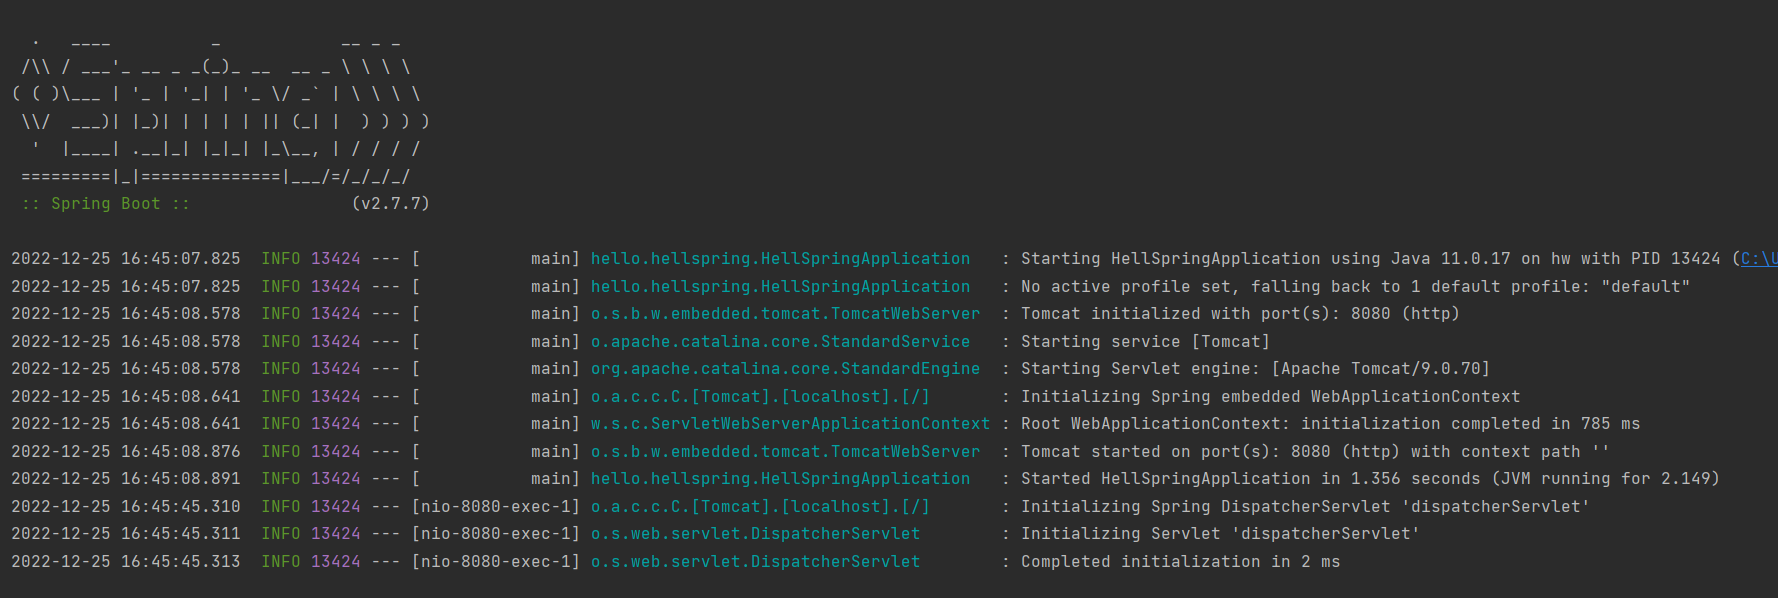 .   ____          _            __ _ _
 /\\ / ___'_ __ _ _(_)_ __  __ _ \ \ \ \
( ( )\___ | '_ | '_| | '_ \/ _` | \ \ \ \
 \\/  ___)| |_)| | | | | || (_| |  ) ) ) )
  '  |____| .__|_| |_|_| |_\__, | / / / /
 =========|_|==============|___/=/_/_/_/
 :: Spring Boot ::                (v2.7.7)
2022-12-25 16:45:07.825  INFO 13424 --- [           main] hello.hellspring.HellSpringApplication   : Starting HellSpringApplication using Java 11.0.17 on hw with PID 13424 (C:\U
2022-12-25 16:45:07.825  INFO 13424 --- [           main] hello.hellspring.HellSpringApplication   : No active profile set, falling back to 1 default profile: "default"
2022-12-25 16:45:08.578  INFO 13424 --- [           main] o.s.b.w.embedded.tomcat.TomcatWebServer  : Tomcat initialized with port(s): 8080 (http)
2022-12-25 16:45:08.578  INFO 13424 --- [           main] o.apache.catalina.core.StandardService   : Starting service [Tomcat]
2022-12-25 16:45:08.578  INFO 13424 --- [           main] org.apache.catalina.core.StandardEngine  : Starting Servlet engine: [Apache Tomcat/9.0.70]
2022-12-25 16:45:08.641  INFO 13424 --- [           main] o.a.c.c.C.[Tomcat].[localhost].[/]       : Initializing Spring embedded WebApplicationContext
2022-12-25 16:45:08.641  INFO 13424 --- [           main] w.s.c.ServletWebServerApplicationContext : Root WebApplicationContext: initialization completed in 785 ms
2022-12-25 16:45:08.876  INFO 13424 --- [           main] o.s.b.w.embedded.tomcat.TomcatWebServer  : Tomcat started on port(s): 8080 (http) with context path ''
2022-12-25 16:45:08.891  INFO 13424 --- [           main] hello.hellspring.HellSpringApplication   : Started HellSpringApplication in 1.356 seconds (JVM running for 2.149)
2022-12-25 16:45:45.310  INFO 13424 --- [nio-8080-exec-1] o.a.c.c.C.[Tomcat].[localhost].[/]       : Initializing Spring DispatcherServlet 'dispatcherServlet'
2022-12-25 16:45:45.311  INFO 13424 --- [nio-8080-exec-1] o.s.web.servlet.DispatcherServlet        : Initializing Servlet 'dispatcherServlet'
2022-12-25 16:45:45.313  INFO 13424 --- [nio-8080-exec-1] o.s.web.servlet.DispatcherServlet        : Completed initialization in 2 ms